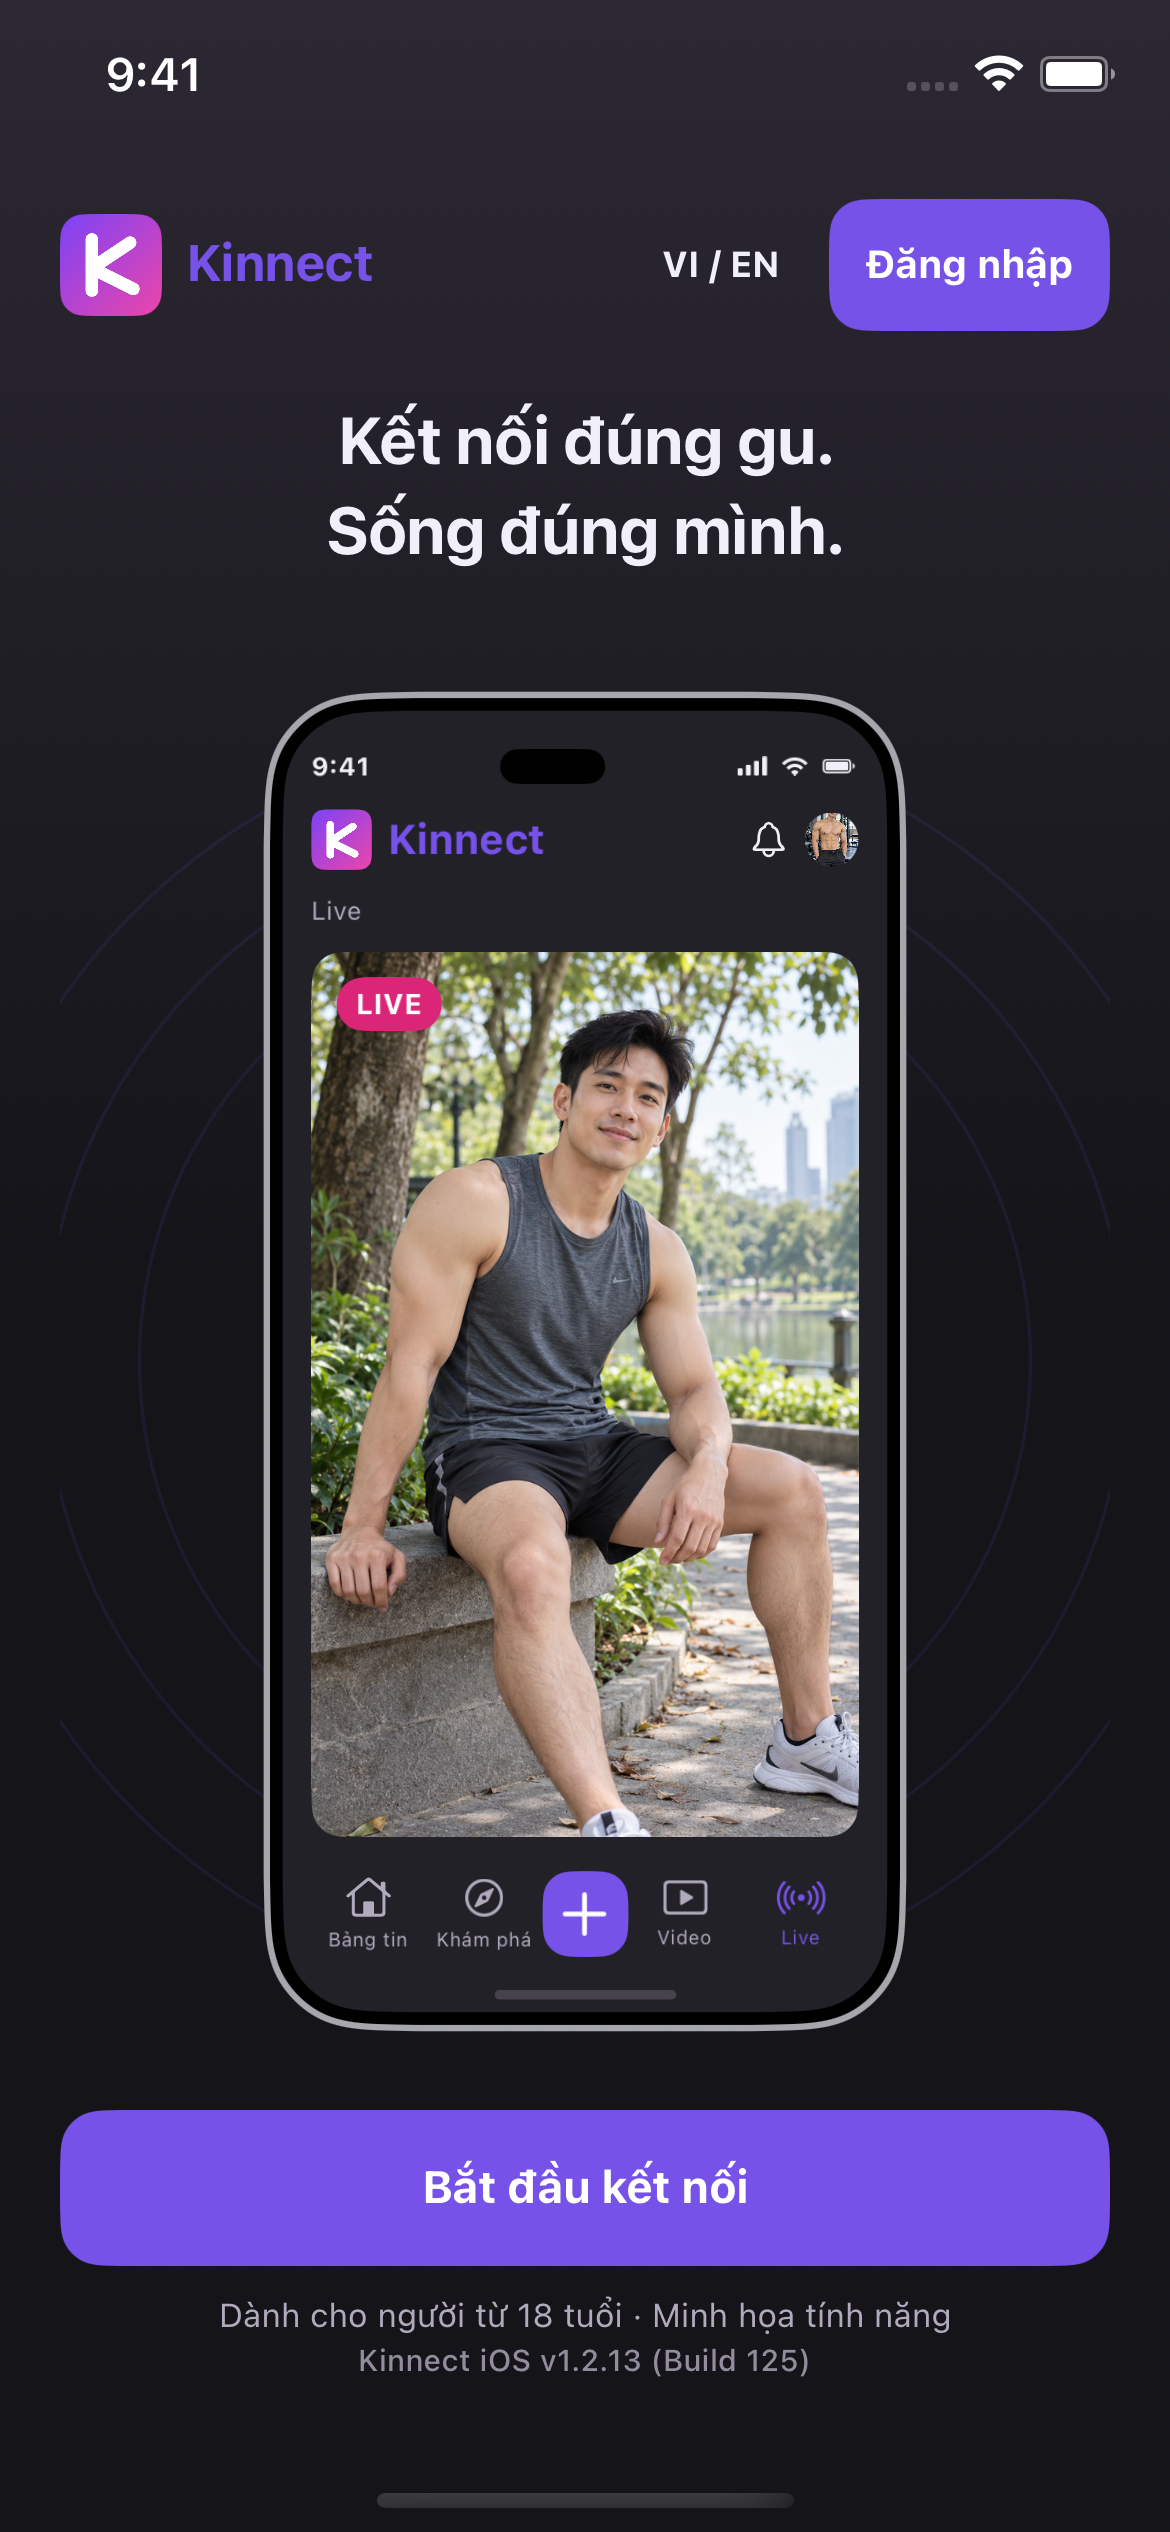 9:41
Kinnect
VI / EN
Đăng nhập
Kết nối đúng gu.
Sống đúng mình.
9:41
Kinnect
Live
LIVE
Bảng tin
Khám phá
Video
Live
Bắt đầu kết nối
Dành cho người từ 18 tuổi · Minh họa tính năng
Kinnect iOS v1.2.13 (Build 125)